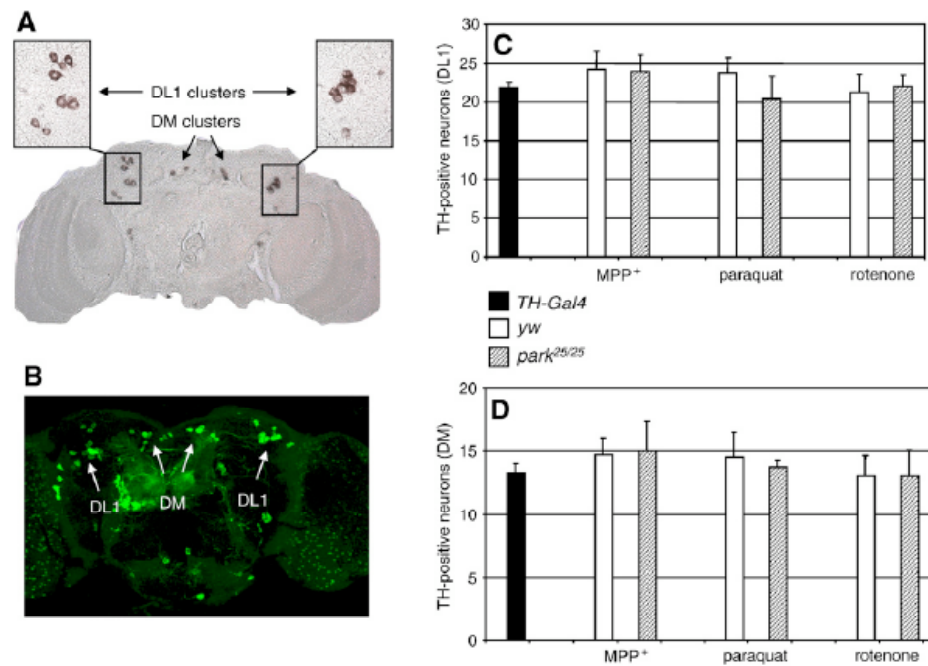 A
DL1 clusters
DM clusters
B
DL1
DM
DL1
C
TH-positive neurons (DL1)
30
25
20
15
10
5
0
MPP+
paraquat
rotenone
TH-Gal4
yw
park25/25
D
TH-positive neurons (DM)
20
15
10
5
0
MPP+
paraquat
rotenone